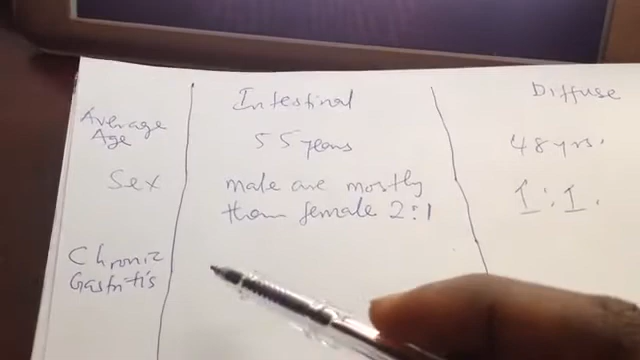 Intestinal
Diffuse
Average
Age
55 years
48 yrs.
Sex
male are mostly
than female 2:1
1:1.
Chronic
Gastritis